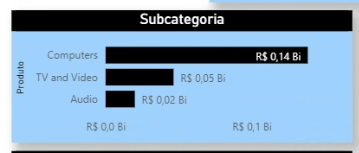 Subcategoria
Produto
Computers R$ 0,14 Bi
TV and Video R$ 0,05 Bi
Audio R$ 0,02 Bi
R$ 0,0 Bi R$ 0,1 Bi